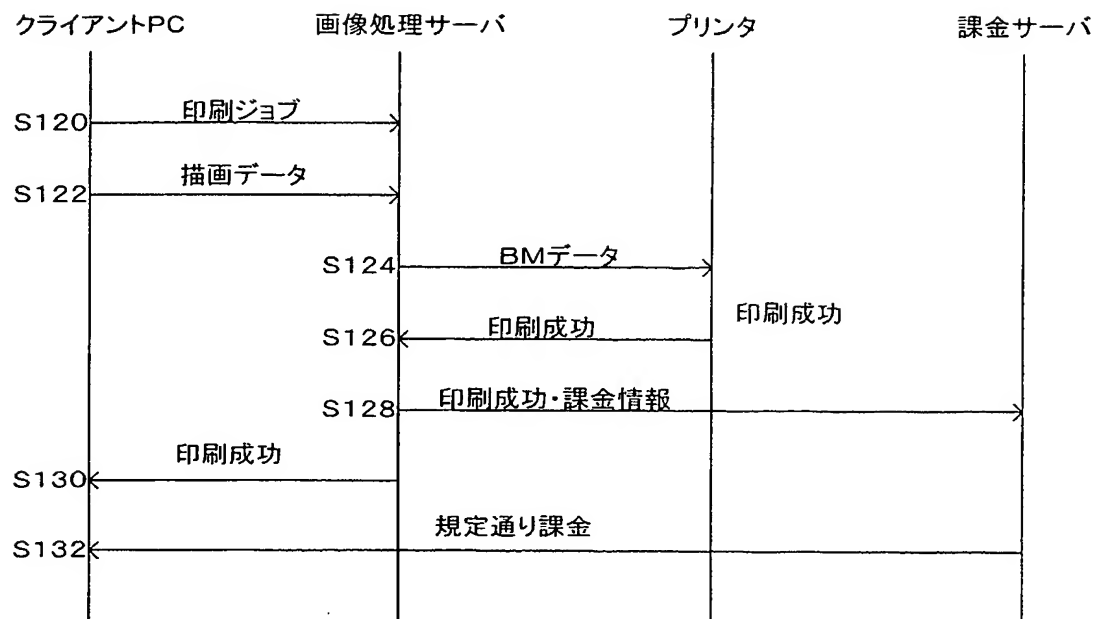 クライアントPC
画像処理サーバ
プリンタ
課金サーバ
印刷ジョブ
S120
描画データ
S122
BMデータ
S124
印刷成功
印刷成功
S126
印刷成功・課金情報
S128
印刷成功
S130
規定通り課金
S132